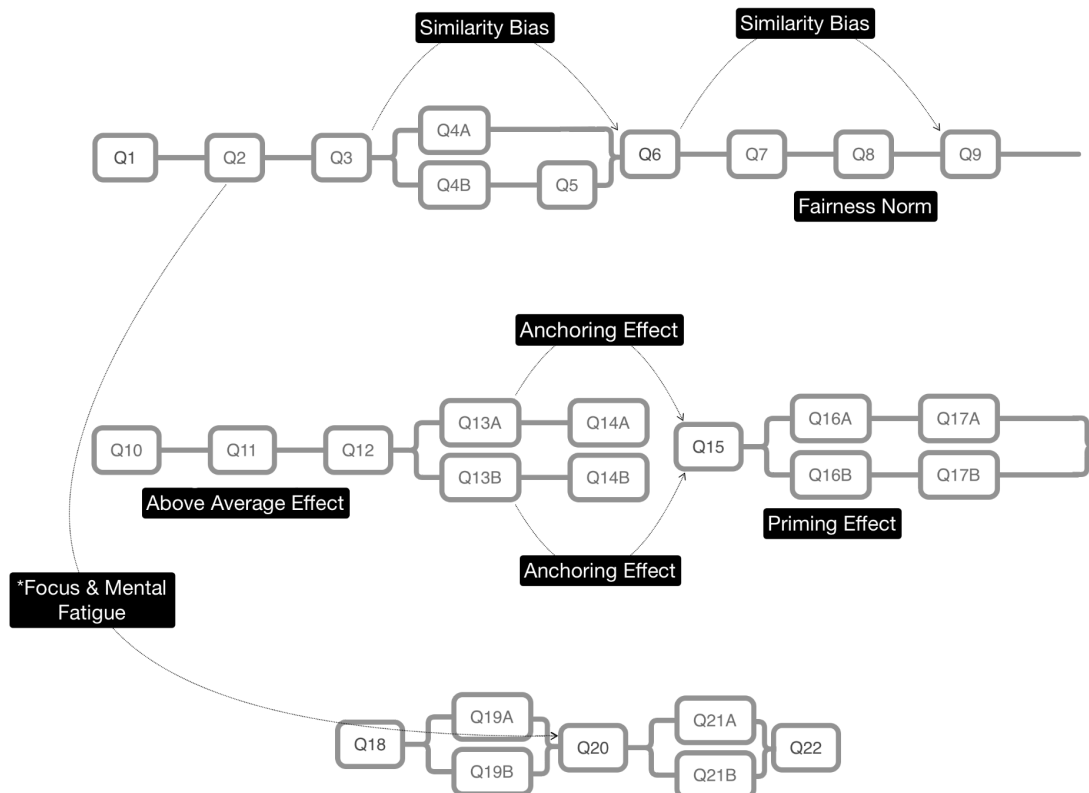 Similarity Bias
Similarity Bias
Q1
Q2
Q3
Q4A
Q4B
Q5
Q6
Q7
Q8
Q9
Fairness Norm
Anchoring Effect
Q10
Q11
Q12
Q13A
Q14A
Q13B
Q14B
Q15
Q16A
Q17A
Q16B
Q17B
Above Average Effect
Priming Effect
Anchoring Effect
*Focus & Mental
Fatigue
Q18
Q19A
Q19B
Q20
Q21A
Q21B
Q22